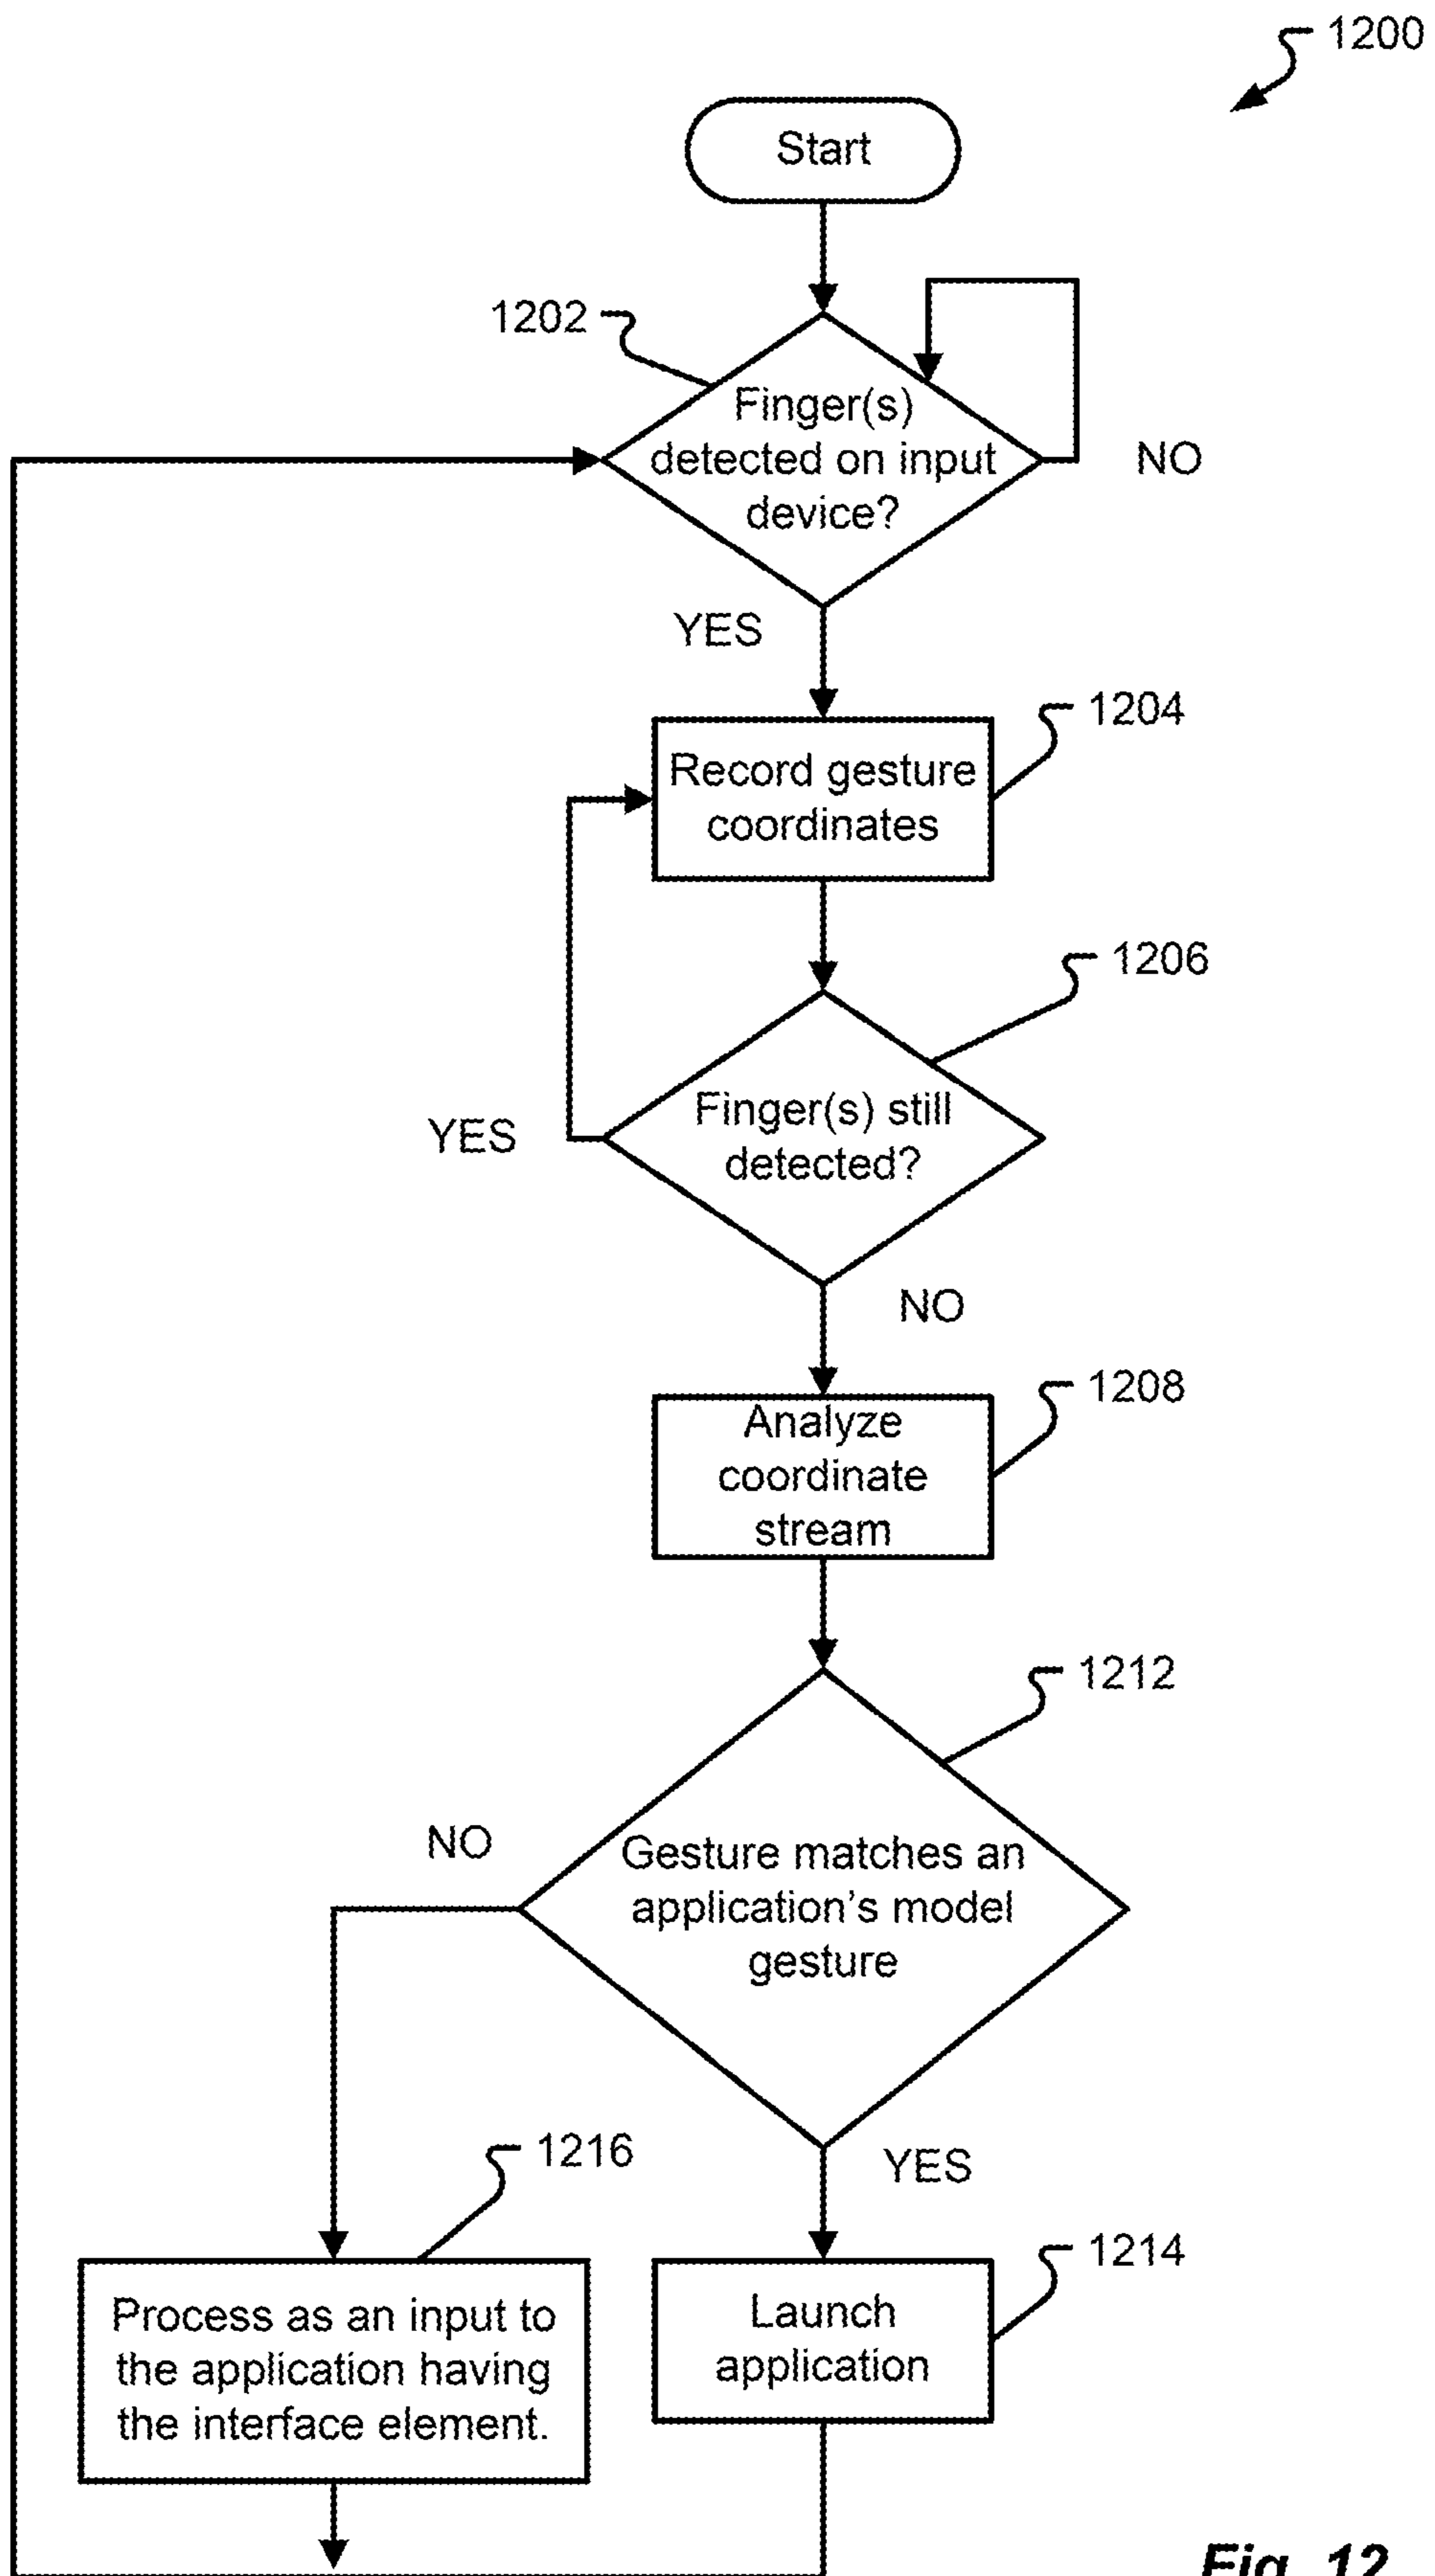 1200
Start
1202
Finger(s)
detected on input
device?
NO
YES
1204
Record gesture
coordinates
1206
Finger(s) still
detected?
YES
NO
1208
Analyze
coordinate
stream
1212
Gesture matches an
application's model
gesture
NO
YES
1216
1214
Process as an input to
the application having
the interface element.
Launch
application
Fig. 12